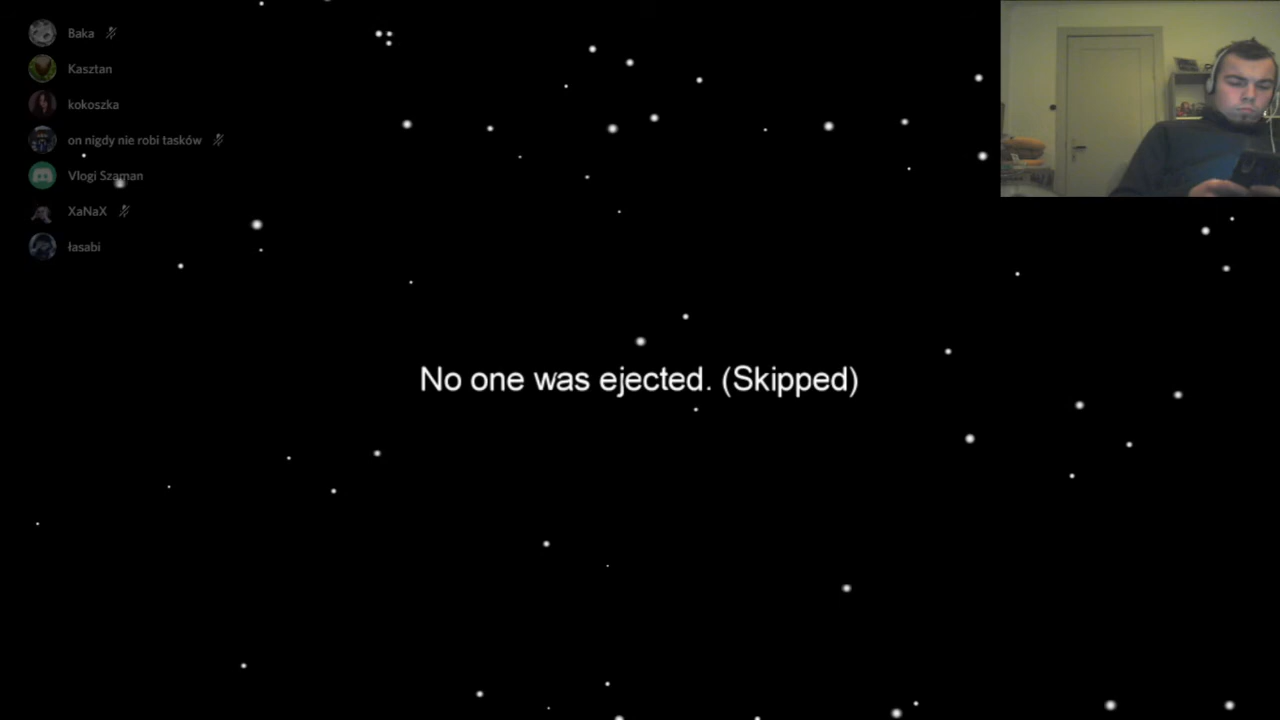 Baka
Kasztan
kokoszka
on nigdy nie robi tasków
Vlogi Szaman
XaNaX
łasabi
No one was ejected. (Skipped)